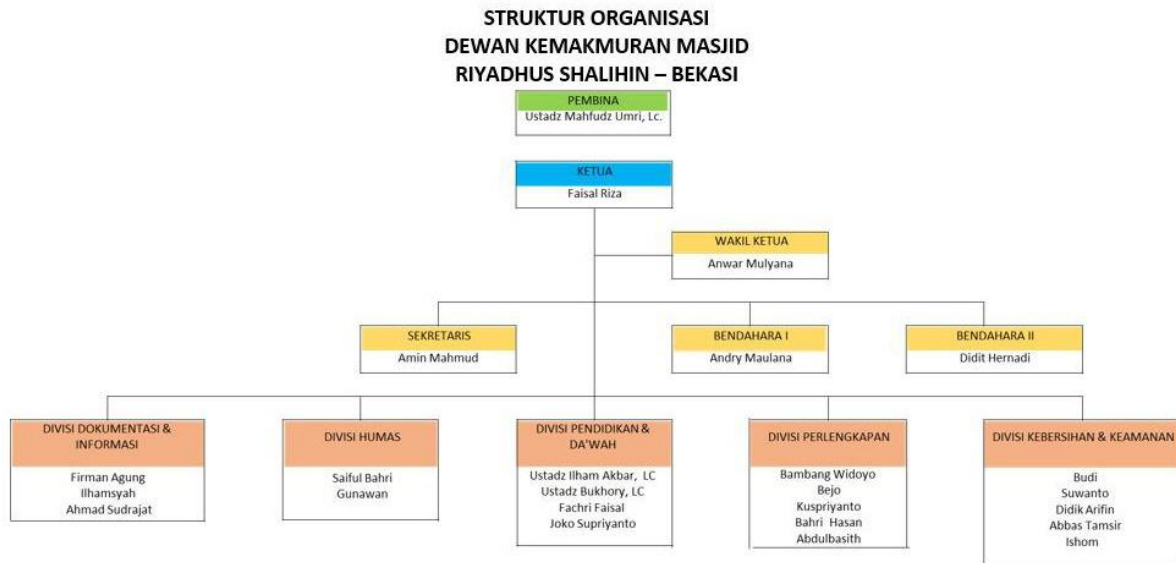 STRUKTUR ORGANISASI
DEWAN KEMAKMURAN MASJID
RIYADHUS SHALIHIN – BEKASI
PEMBINA
Ustadz Mahfudz Umri, Lc.
KETUA
Faisal Riza
WAKIL KETUA
Anwar Mulyana
SEKRETARIS
Amin Mahmud
BENDAHARA I
Andry Maulana
BENDAHARA II
Didit Hernadi
DIVISI DOKUMENTASI &
INFORMASI
Firman Agung
Ilhamsyah
Ahmad Sudrajat
DIVISI HUMAS
Saiful Bahri
Gunawan
DIVISI PENDIDIKAN &
DA'WAH
Ustadz Ilham Akbar, LC
Ustadz Bukhory, LC
Fachri Faisal
Joko Supriyanto
DIVISI PERLENGKAPAN
Bambang Widoyo
Bejo
Kuspriyanto
Bahri Hasan
Abdulbasith
DIVISI KEBERSIHAN & KEAMANAN
Budi
Suwanto
Didik Arifin
Abbas Tamsir
Ishom